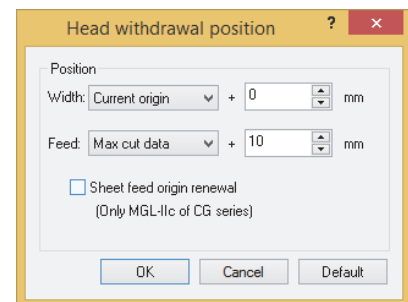 Head withdrawal position ? ×
Position
Width: Current origin + 0 mm
Feed: Max cut data + 10 mm
Sheet feed origin renewal
(Only MGL-IIc of CG series)
OK Cancel Default